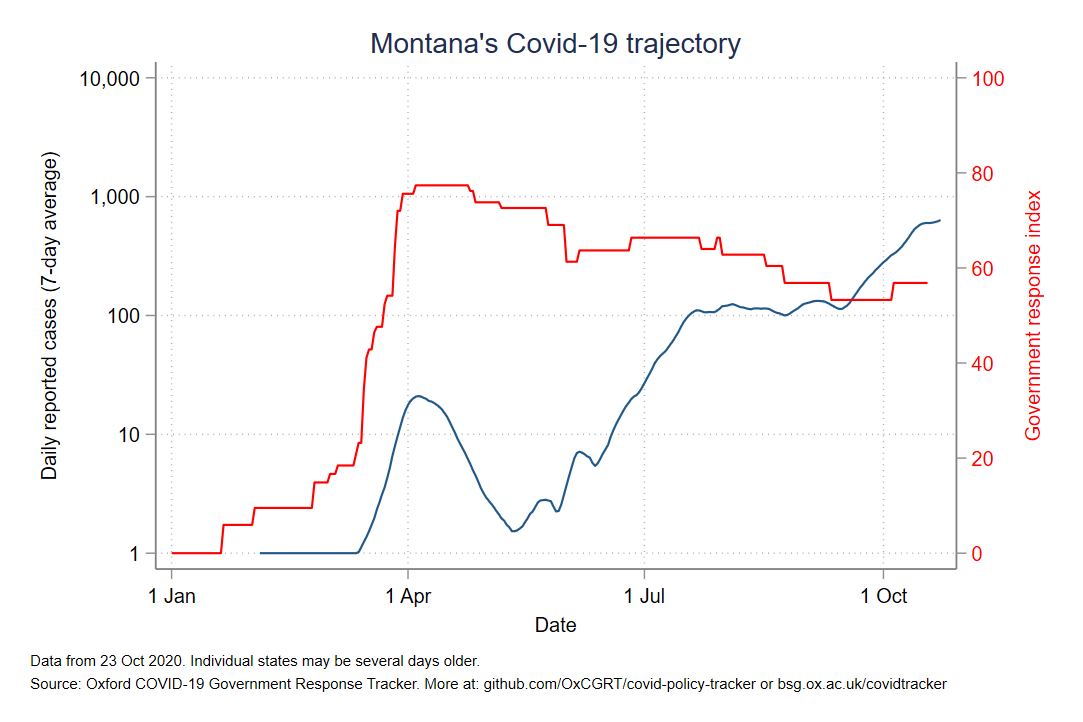 Montana's Covid-19 trajectory
Daily reported cases (7-day average)
10,000
1,000
100
10
1
100
80
60
40
20
0
Government response index
1 Jan
1 Apr
1 Jul
1 Oct
Date
Data from 23 Oct 2020. Individual states may be several days older.
Source: Oxford COVID-19 Government Response Tracker. More at: github.com/OxCGRT/covid-policy-tracker or bsg.ox.ac.uk/covidtracker